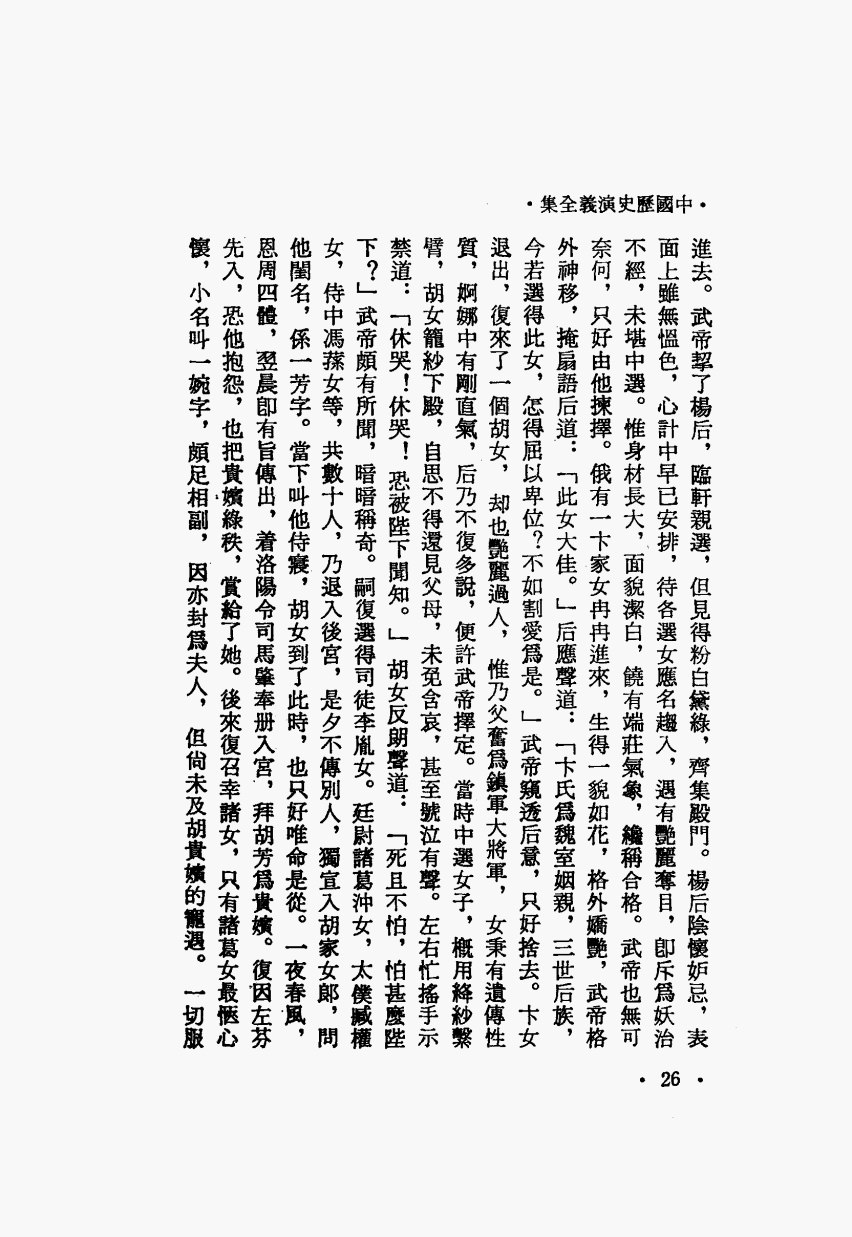 ·中國歷史演義全集·
進去。武帝挈了楊后，臨軒親選，但見得粉白黛綠，齊集殿門。楊后陰懷妒忌，表
面上雖無慍色，心計中早已安排，待各選女應名趨入，遇有艷麗奪目，卽斥爲妖冶
不經，未堪中選。惟身材長大，面貌潔白，饒有端莊氣象，纔稱合格。武帝也無可
奈何，只好由他揀擇。俄有一卞家女冉冉進來，生得一貌如花，格外嬌艷，武帝格
外神移，掩扇語后道：「此女大佳。」后應聲道：「卞氏爲魏室姻親，三世后族，
今若選得此女，怎得屈以卑位？不如割愛爲是。」武帝窺透后意，只好捨去。卞女
退出，復來了一個胡女，却也艷麗過人，惟乃父奮爲鎭軍大將軍，女秉有遺傳性
質，婀娜中有剛直氣，后乃不復多說，便許武帝擇定。當時中選女子，槪用絳紗繫
臂，胡女籠紗下殿，自思不得還見父母，未免含哀，甚至號泣有聲。左右忙搖手示
禁道：「休哭！休哭！恐被陛下聞知。」胡女反朗聲道：「死且不怕，怕甚麼陛
下？」武帝頗有所聞，暗暗稱奇。嗣復選得司徒李胤女。廷尉諸葛沖女，太僕臧權
女，侍中馮蓀女等，共數十人，乃退入後宮，是夕不傳別人，獨宣入胡家女郎，問
他閨名，係一芳字。當下叫他侍寢，胡女到了此時，也只好唯命是從。一夜春風，
恩周四體，翌晨卽有旨傳出，着洛陽令司馬肇奉册入宮，拜胡芳爲貴嬪。復因左芬
先入，恐他抱怨，也把貴嬪綠秩，賞給了她。後來復召幸諸女，只有諸葛女最愜心
懷，小名叫一婉字，頗足相副，因亦封爲夫人，但尙未及胡貴嬪的寵遇。一切服
· 26 ·